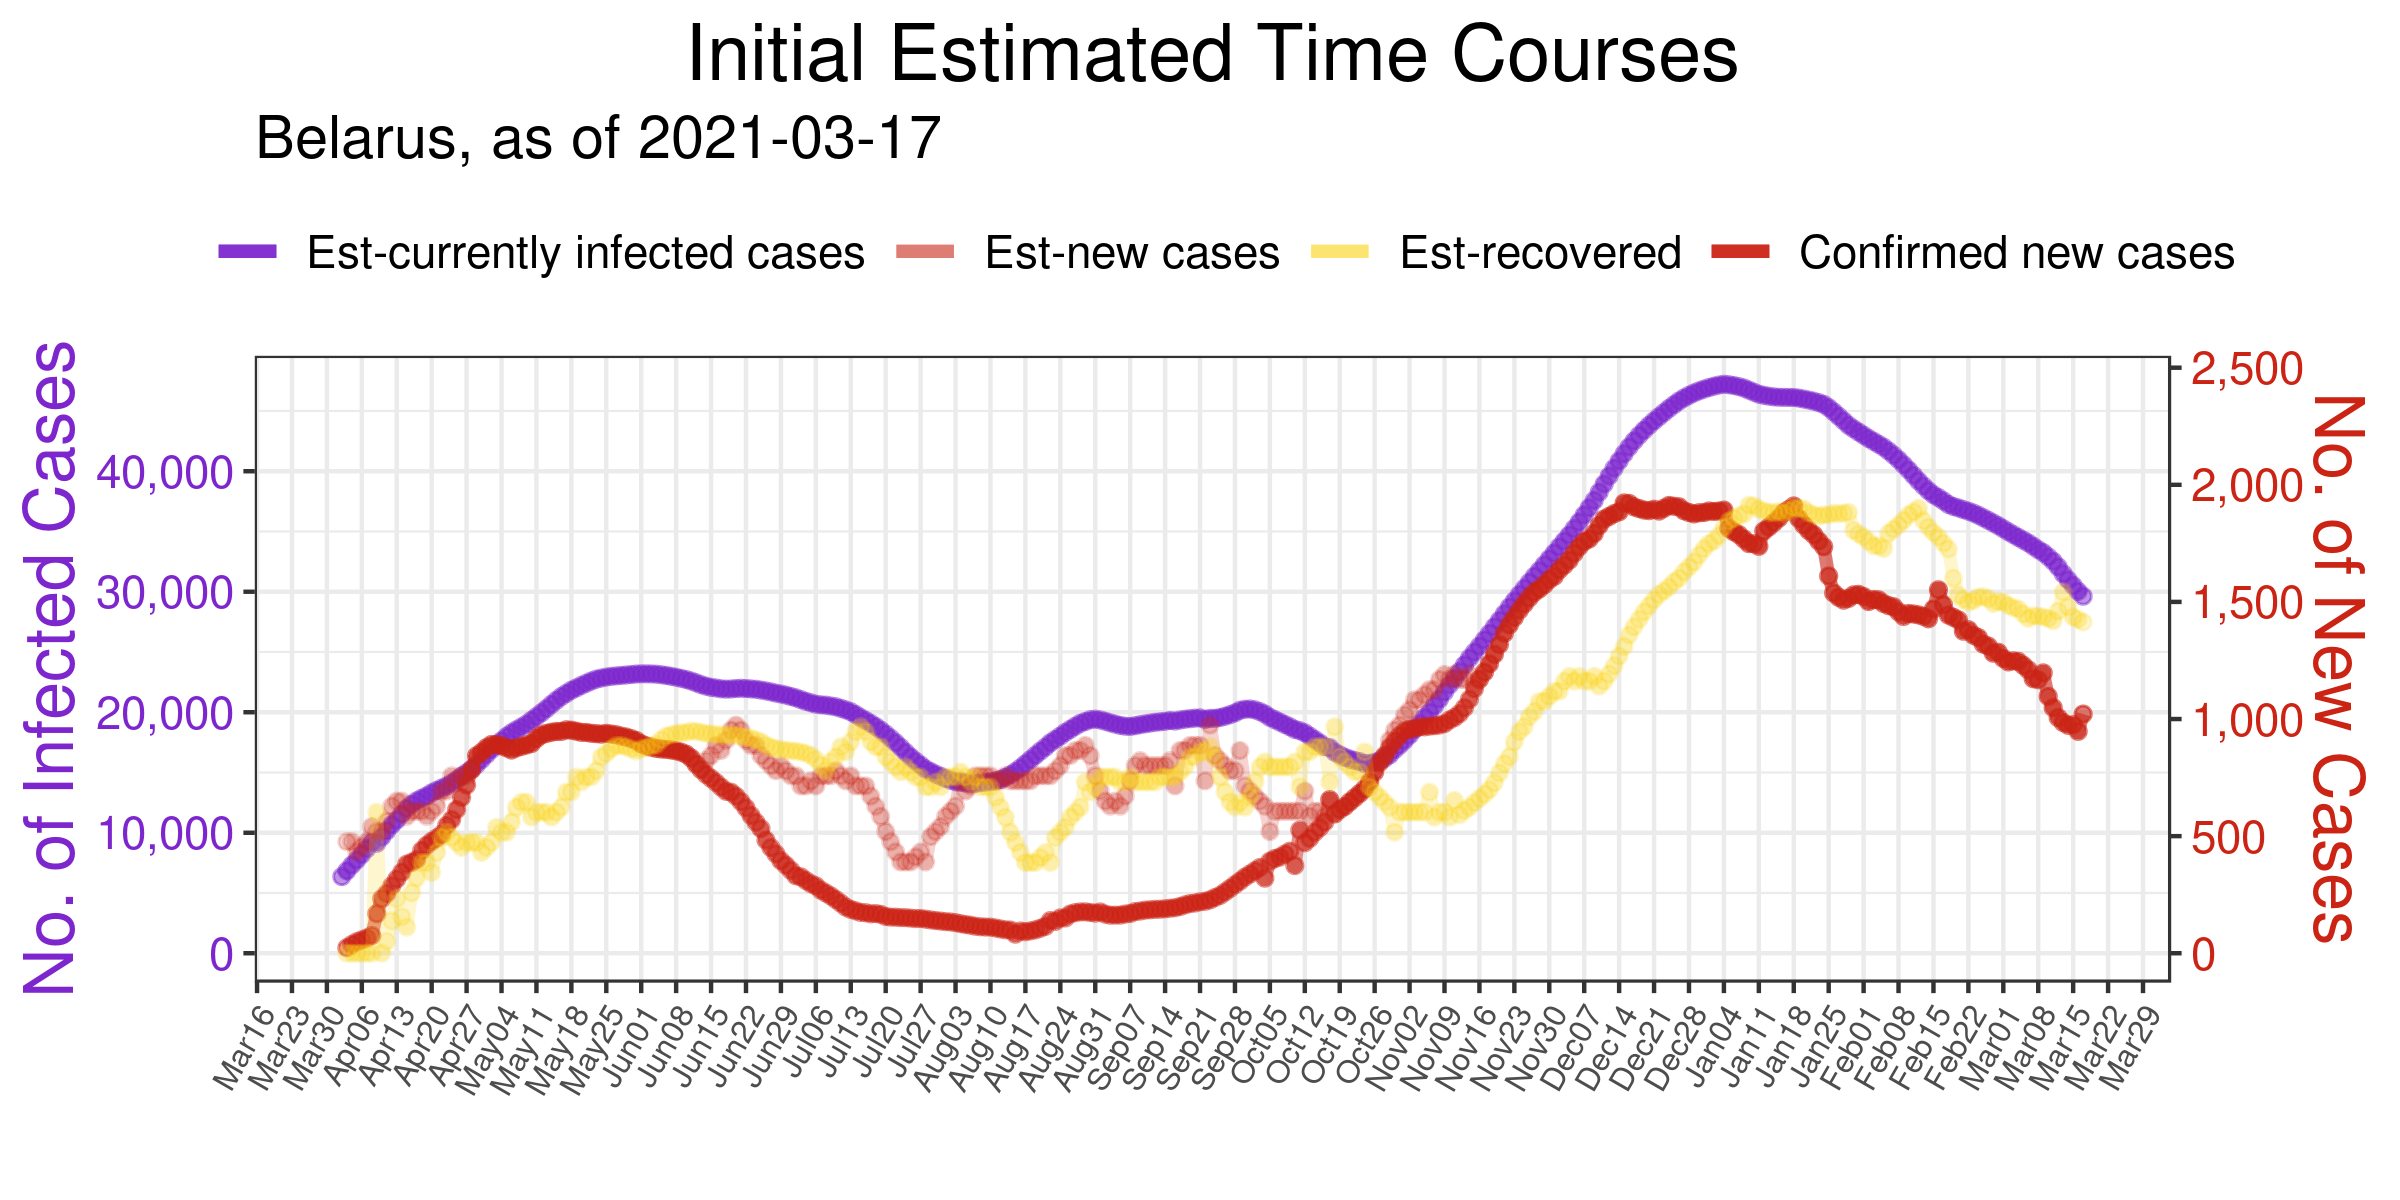 Initial Estimated Time Courses
Belarus, as of 2021-03-17
Est-currently infected cases Est-new cases Est-recovered Confirmed new cases
No. of Infected Cases
40,000
30,000
20,000
10,000
0
2,500
2,000
1,500
1,000
500
0
No. of New Cases
Mar16 Mar23 Mar30 Apr06 Apr13 Apr20 Apr27 May04 May11 May18 May25 Jun01 Jun08 Jun15 Jun22 Jun29 Jul06 Jul13 Jul20 Jul27 Aug03 Aug10 Aug17 Aug24 Aug31 Sep07 Sep14 Sep21 Sep28 Oct05 Oct12 Oct19 Oct26 Nov02 Nov09 Nov16 Nov23 Nov30 Dec07 Dec14 Dec21 Dec28 Jan04 Jan11 Jan18 Jan25 Feb01 Feb08 Feb15 Feb22 Mar01 Mar08 Mar15 Mar22 Mar29